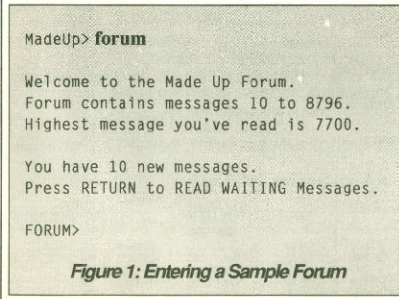 MadeUp> forum
Welcome to the Made Up Forum.
Forum contains messages 10 to 8796.
Highest message you've read is 7700.
You have 10 new messages.
Press RETURN to READ WAITING Messages.
FORUM>
Figure 1: Entering a Sample Forum